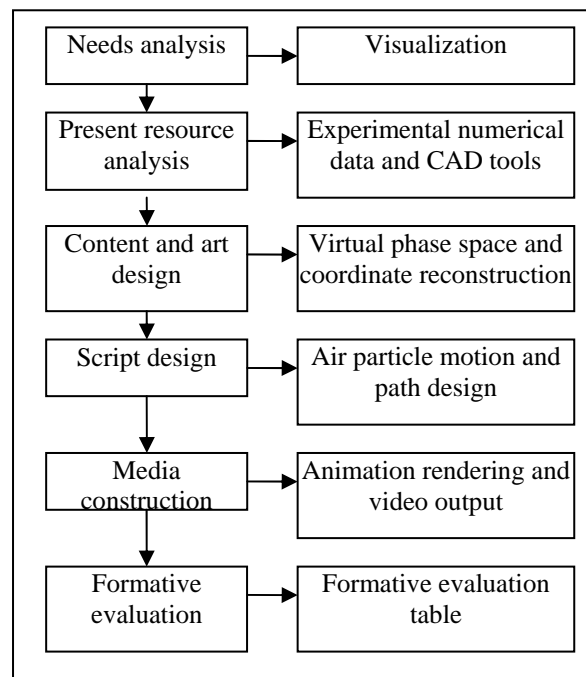 Needs analysis
Visualization
Present resource
analysis
Experimental numerical
data and CAD tools
Content and art
design
Virtual phase space and
coordinate reconstruction
Script design
Air particle motion and
path design
Media
construction
Animation rendering and
video output
Formative
evaluation
Formative evaluation
table